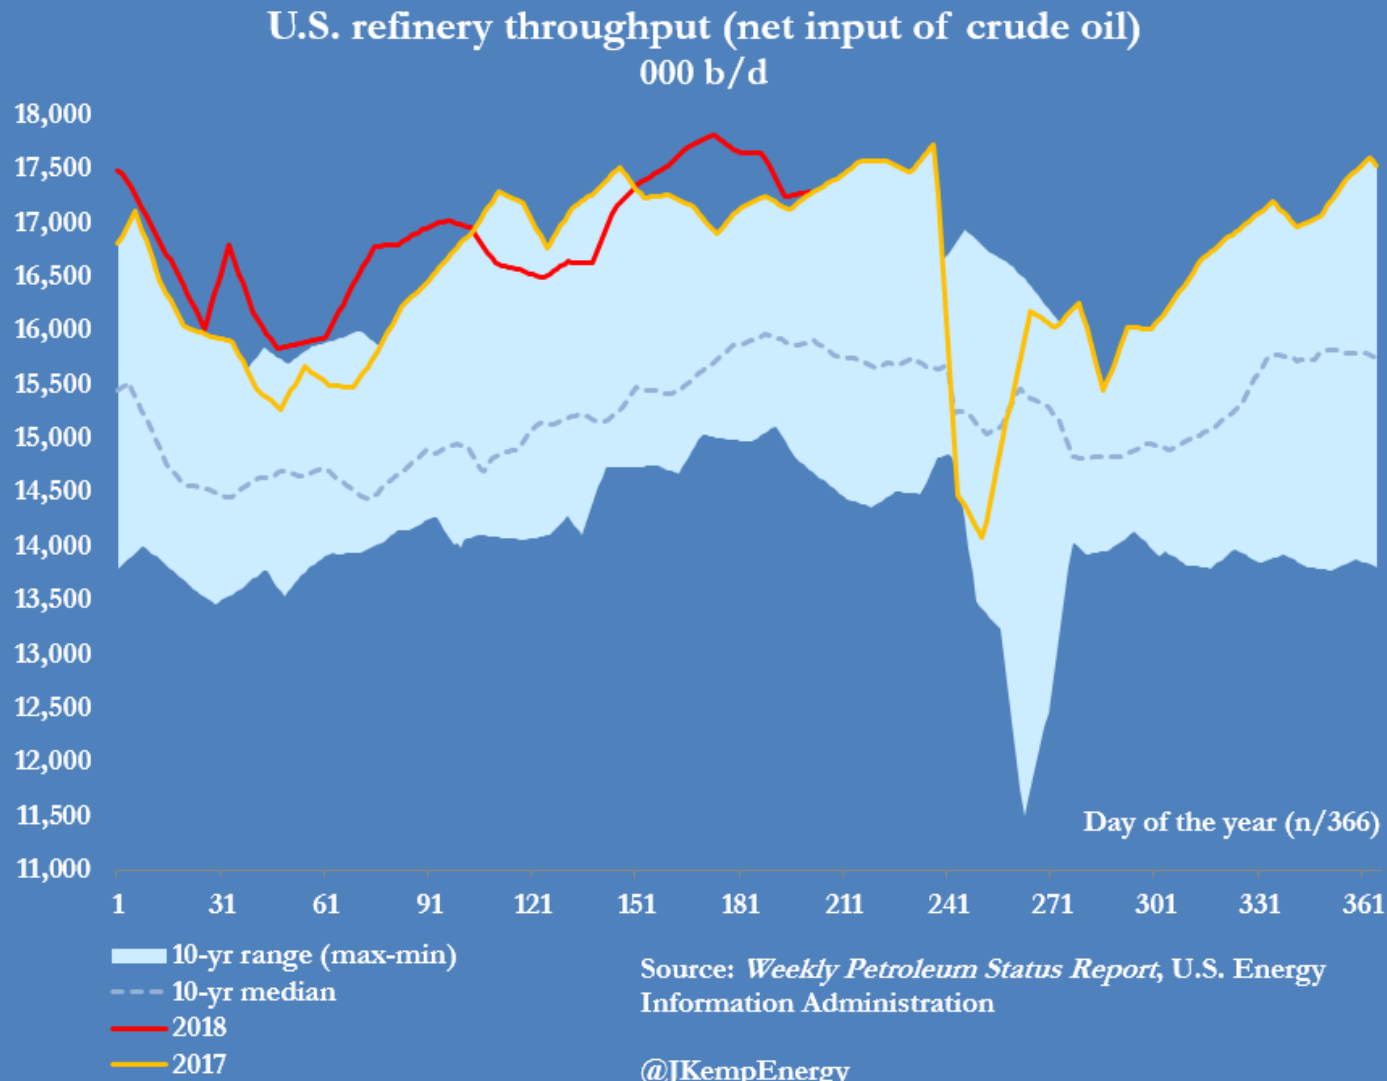 U.S. refinery throughput (net input of crude oil)
000 b/d
18,000
17,500
17,000
16,500
16,000
15,500
15,000
14,500
14,000
13,500
13,000
12,500
12,000
11,500
11,000
Day of the year (n/366)
1 31 61 91 121 151 181 211 241 271 301 331 361
10-yr range (max-min)
10-yr median
2018
2017
Source: Weekly Petroleum Status Report, U.S. Energy
Information Administration
@JKempEnergy